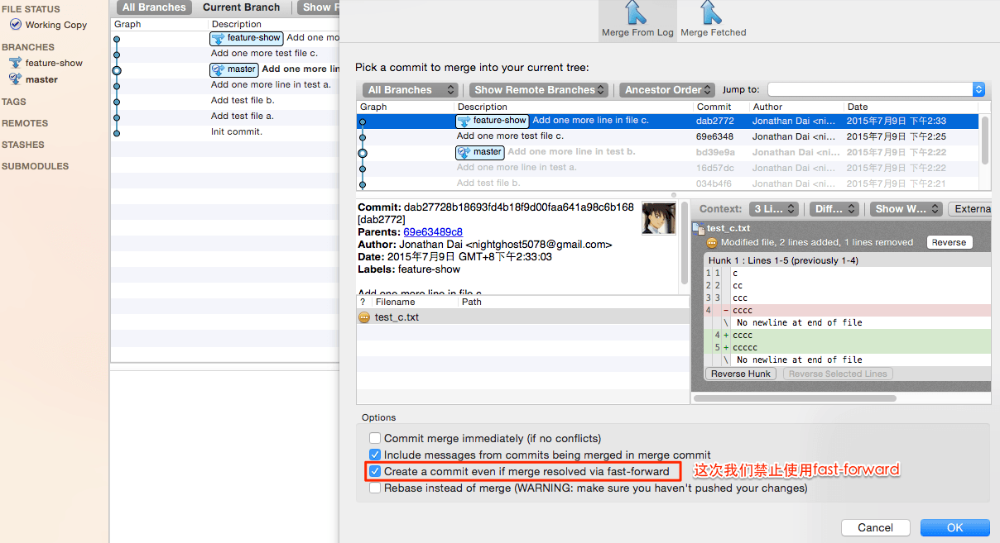 FILE STATUS
Working Copy
BRANCHES
feature-show
master
TAGS
REMOTES
STASHES
SUBMODULES
All Branches
Current Branch
Graph
Description
feature-show Add one mo
Add one more test file c.
master Add one more lin
Add one more line in test a.
Add test file b.
Add test file a.
Init commit.
Merge From Log
Merge Fetched
Pick a commit to merge into your current tree:
All Branches
Show Remote Branches
Ancestor Order
Jump to:
Graph Description Commit Author Date
feature-show Add one more line in file c. dab2772 Jonathan Dai <ni... 2015年7月9日 下午2:33
Add one more test file c. 69e6348 Jonathan Dai <ni... 2015年7月9日 下午2:25
master Add one more line in test b. bd39e9a Jonathan Dai <ni... 2015年7月9日 下午2:22
Add one more line in test a. 16d57dc Jonathan Dai <ni... 2015年7月9日 下午2:22
Add test file b. 034b4f6 Jonathan Dai <ni... 2015年7月9日 下午2:21
Commit: dab27728b18693fd4b18f9d00faa641a98c6b168
[dab2772]
Parents: 69e63489c8
Author: Jonathan Dai <nightghost5078@gmail.com>
Date: 2015年7月9日 GMT+8下午2:33:03
Labels: feature-show
Add one more line in file c
? Filename Path
test_c.txt
Context: 3 Li... Diff... Show W... Externa
test_c.txt
Modified file, 2 lines added, 1 lines removed Reverse
Hunk 1 : Lines 1-5 (previously 1-4)
1 1 c
2 2 cc
3 3 ccc
4 - cccc
\ No newline at end of file
4 + cccc
5 + ccccc
\ No newline at end of file
Reverse Hunk Reverse Selected Lines
Options
Commit merge immediately (if no conflicts)
Include messages from commits being merged in merge commit
Create a commit even if merge resolved via fast-forward
这次我们禁止使用fast-forward
Rebase instead of merge (WARNING: make sure you haven't pushed your changes)
Cancel
OK